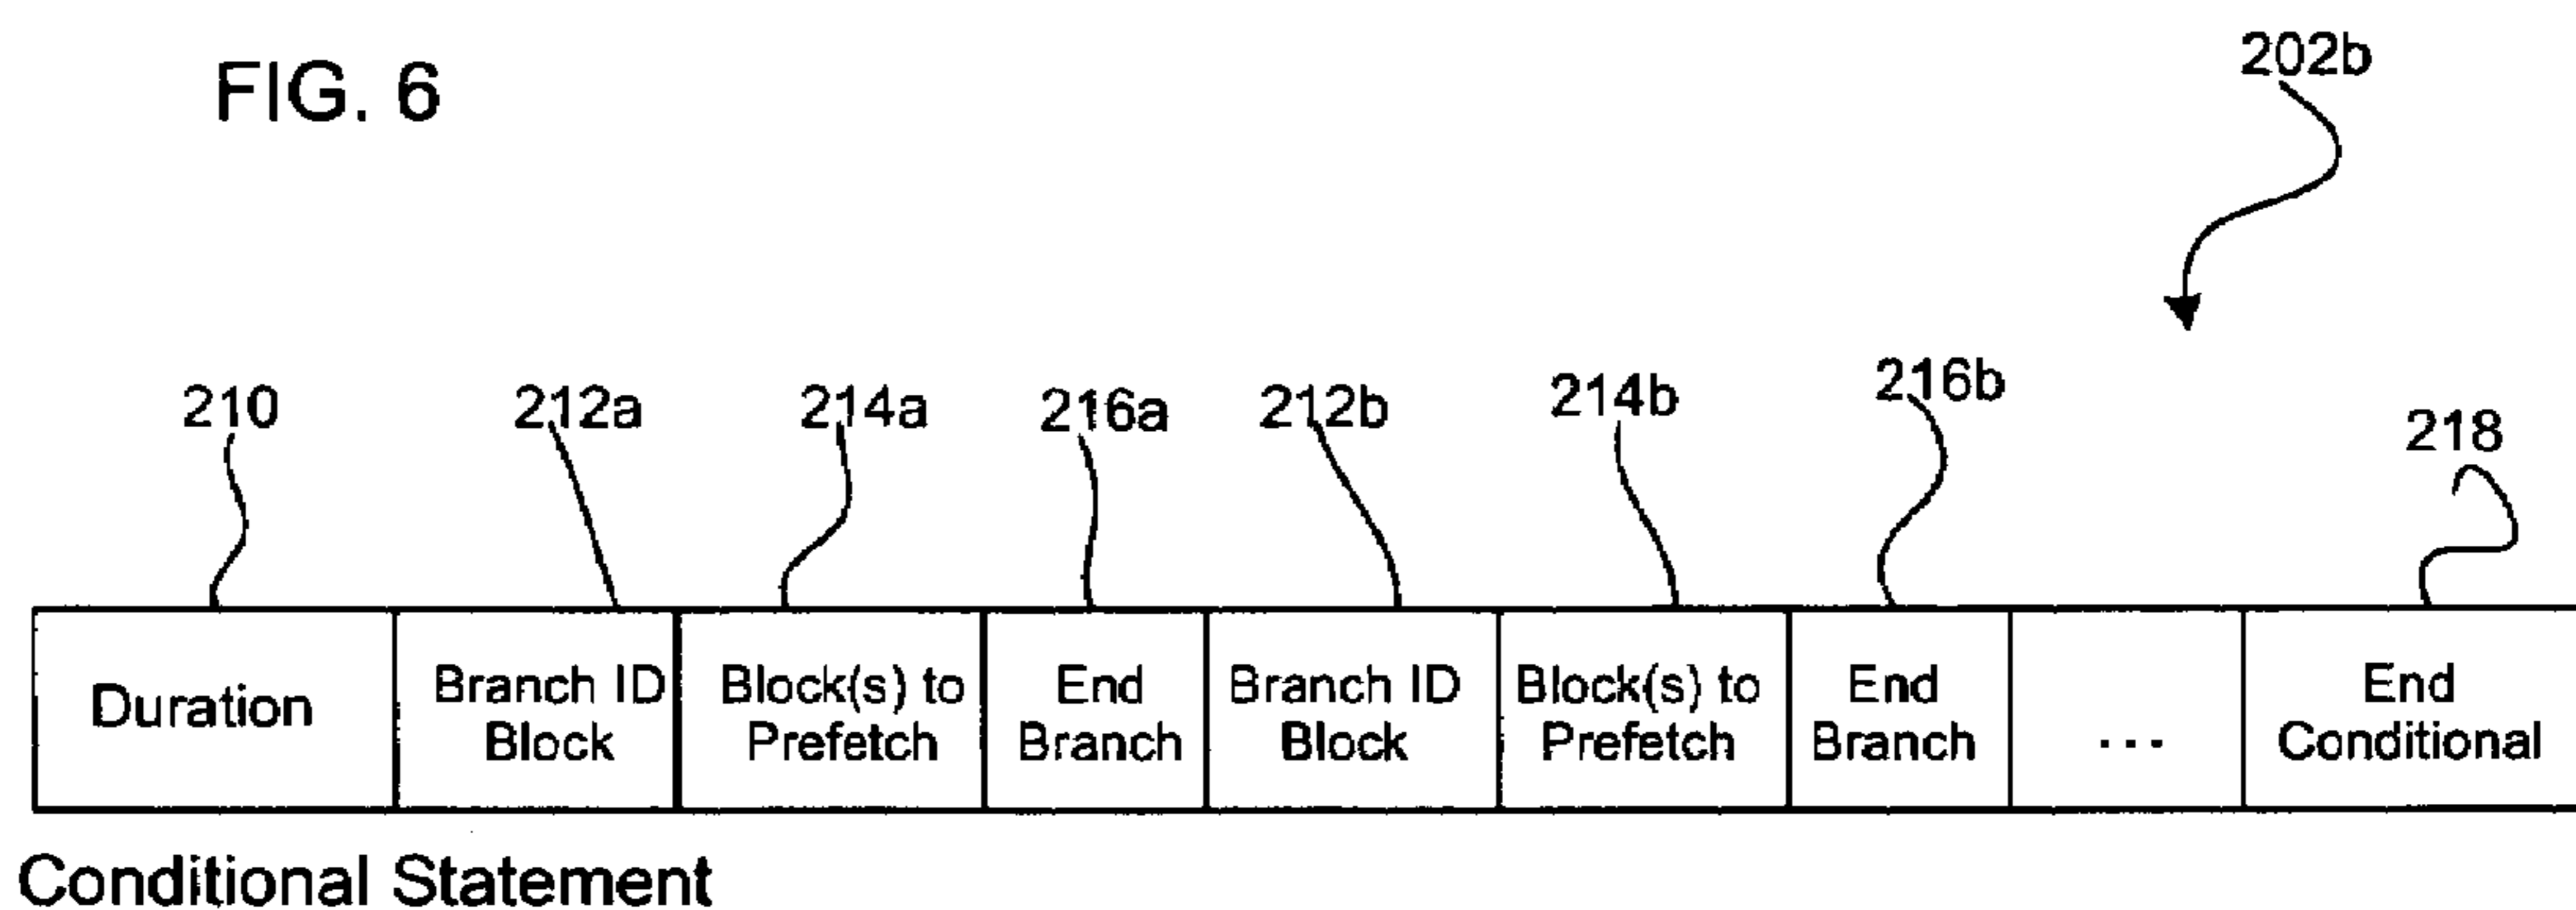 FIG. 6
202b
210
212a
214a
216a
212b
214b
216b
218
Duration
Branch ID
Block
Block(s) to
Prefetch
End
Branch
Branch ID
Block
Block(s) to
Prefetch
End
Branch
...
End
Conditional
Conditional Statement